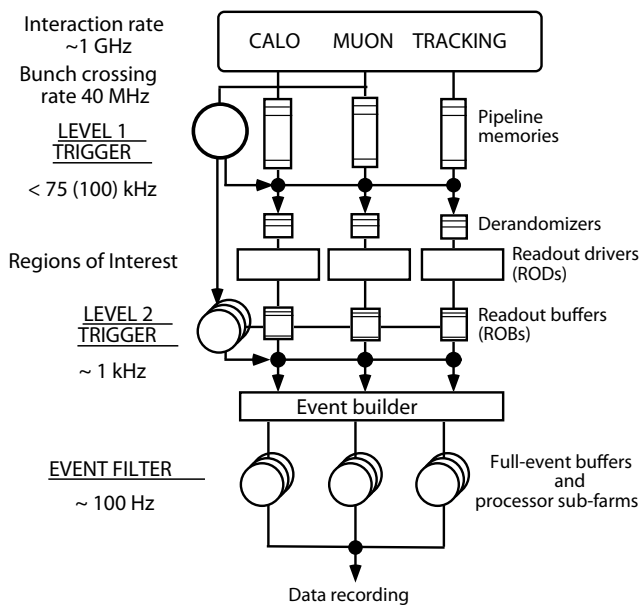 Interaction rate
~1 GHz
CALO MUON TRACKING
Bunch crossing
rate 40 MHz
Pipeline
memories
LEVEL 1
TRIGGER
< 75 (100) kHz
Derandomizers
Regions of Interest
Readout drivers
(RODs)
LEVEL 2
TRIGGER
Readout buffers
(ROBs)
~ 1 kHz
Event builder
EVENT FILTER
~ 100 Hz
Full-event buffers
and
processor sub-farms
Data recording